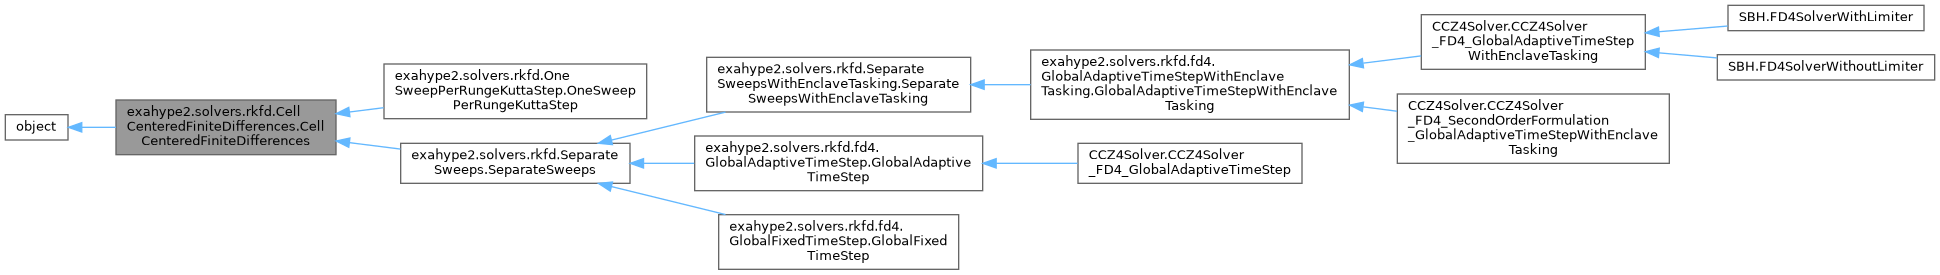 object
exahype2.solvers.rkfd.Cell
CenteredFiniteDifferences.Cell
CenteredFiniteDifferences
exahype2.solvers.rkfd.One
SweepPerRungeKuttaStep.OneSweep
PerRungeKuttaStep
exahype2.solvers.rkfd.Separate
Sweeps.SeparateSweeps
exahype2.solvers.rkfd.Separate
SweepsWithEnclaveTasking.Separate
SweepsWithEnclaveTasking
exahype2.solvers.rkfd.fd4.
GlobalAdaptiveTimeStep.GlobalAdaptive
TimeStep
exahype2.solvers.rkfd.fd4.
GlobalFixedTimeStep.GlobalFixed
TimeStep
exahype2.solvers.rkfd.fd4.
GlobalAdaptiveTimeStepWithEnclave
Tasking.GlobalAdaptiveTimeStepWithEnclave
Tasking
CCZ4Solver.CCZ4Solver
_FD4_GlobalAdaptiveTimeStep
CCZ4Solver.CCZ4Solver
_FD4_GlobalAdaptiveTimeStep
WithEnclaveTasking
CCZ4Solver.CCZ4Solver
_FD4_SecondOrderFormulation
_GlobalAdaptiveTimeStepWithEnclave
Tasking
SBH.FD4SolverWithLimiter
SBH.FD4SolverWithoutLimiter